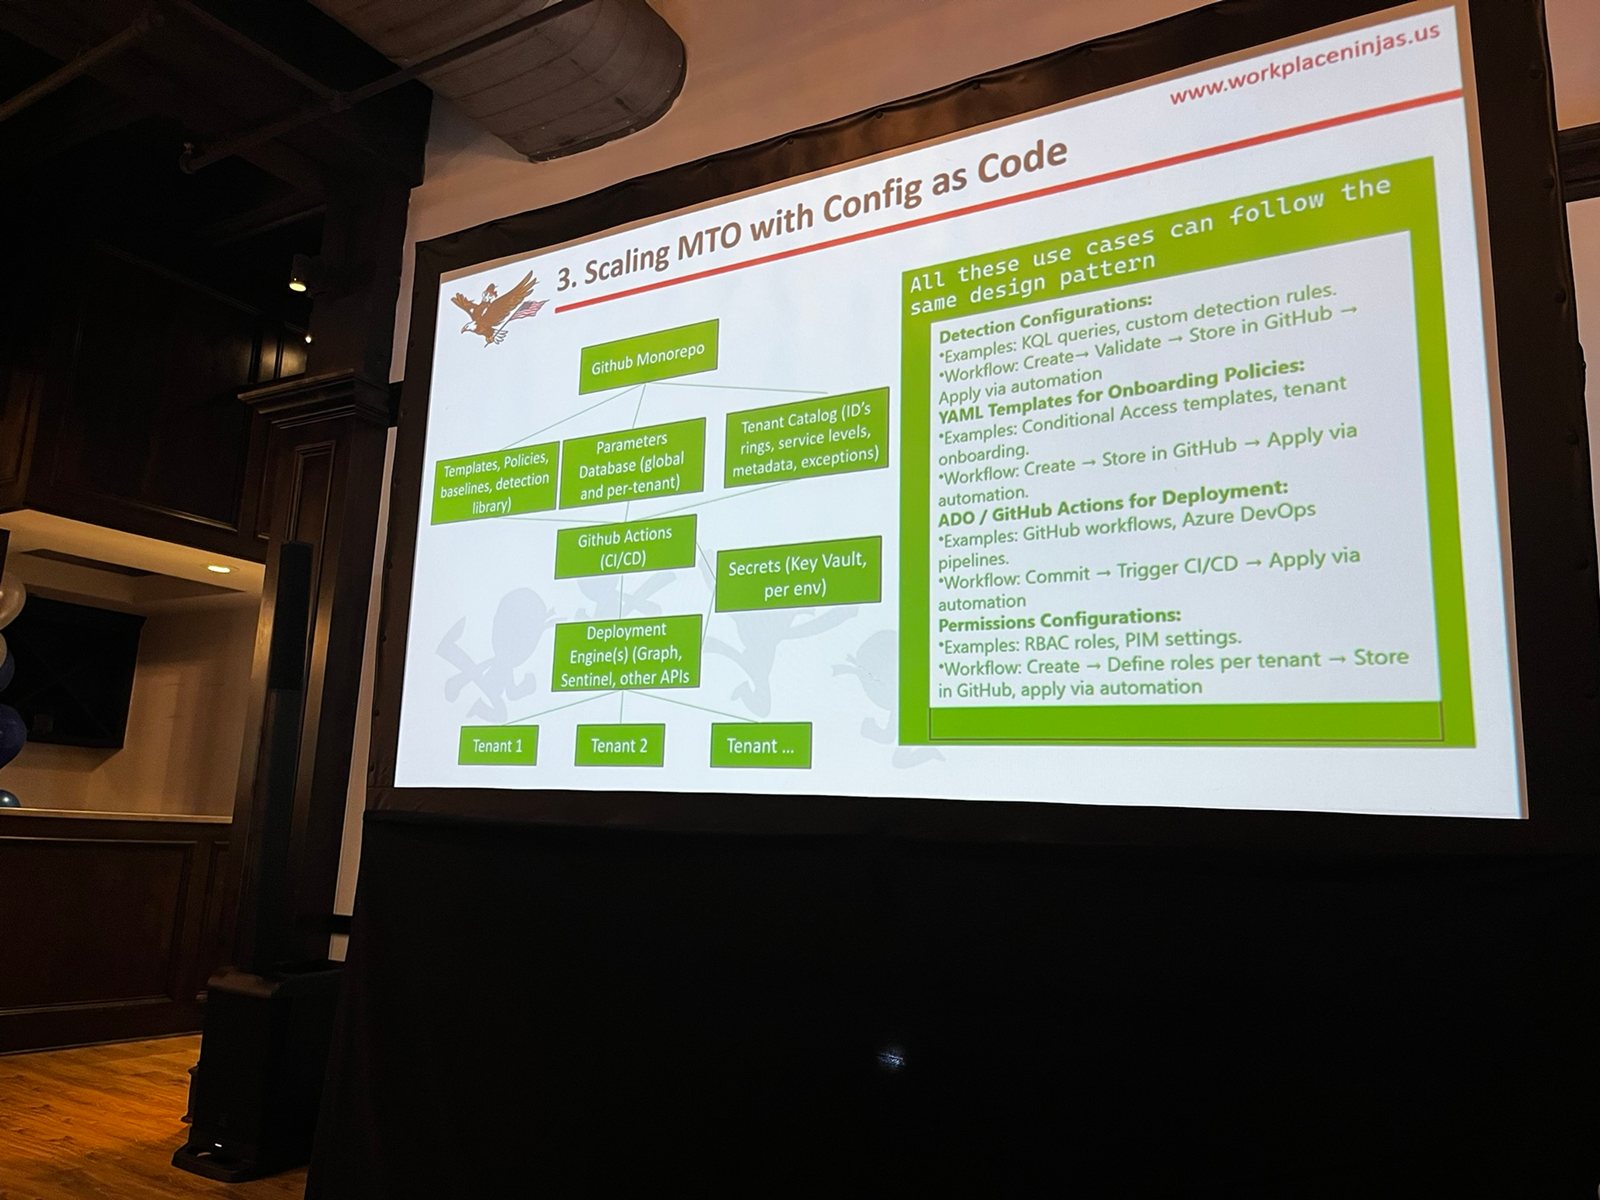 www.workplaceninjas.us
3. Scaling MTO with Config as Code
Github Monorepo
Templates, Policies,
baselines, detection
library)
Parameters
Database (global
and per-tenant)
Tenant Catalog (ID's
rings, service levels,
metadata, exceptions)
Github Actions
(CI/CD)
Secrets (Key Vault,
per env)
Deployment
Engine(s) (Graph,
Sentinel, other APIs
Tenant 1
Tenant 2
Tenant ...
All these use cases can follow the
same design pattern
Detection Configurations:
•Examples: KQL queries, custom detection rules.
•Workflow: Create→ Validate → Store in GitHub →
Apply via automation
YAML Templates for Onboarding Policies:
•Examples: Conditional Access templates, tenant
onboarding.
•Workflow: Create → Store in GitHub → Apply via
automation.
ADO / GitHub Actions for Deployment:
•Examples: GitHub workflows, Azure DevOps
pipelines.
•Workflow: Commit → Trigger CI/CD → Apply via
automation
Permissions Configurations:
•Examples: RBAC roles, PIM settings.
•Workflow: Create → Define roles per tenant → Store
in GitHub, apply via automation